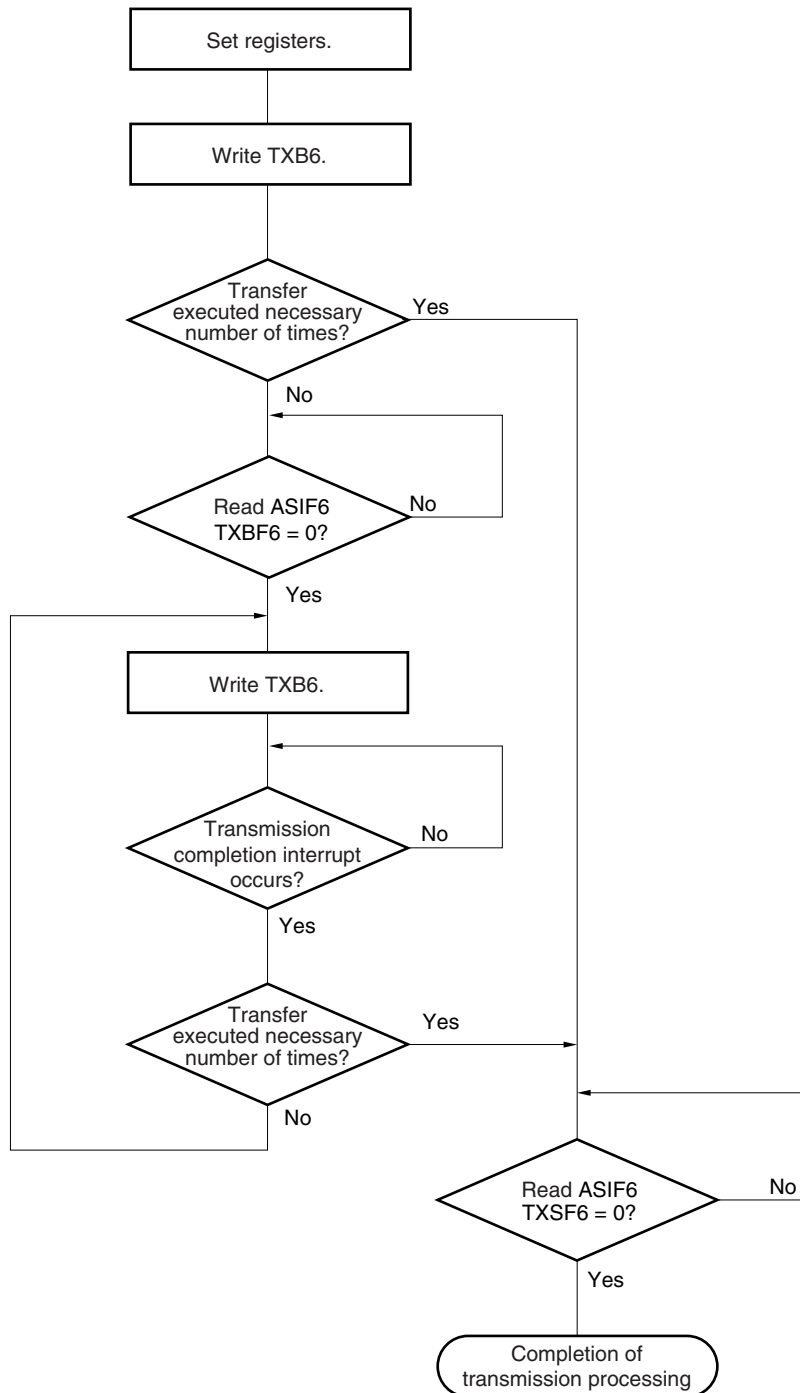 Set registers.
Write TXB6.
Transfer
executed necessary
number of times?
Yes
No
Read ASIF6
TXBF6 = 0?
No
Yes
Write TXB6.
Transmission
completion interrupt
occurs?
No
Yes
Transfer
executed necessary
number of times?
Yes
No
Read ASIF6
TXSF6 = 0?
No
Yes
Completion of
transmission processing